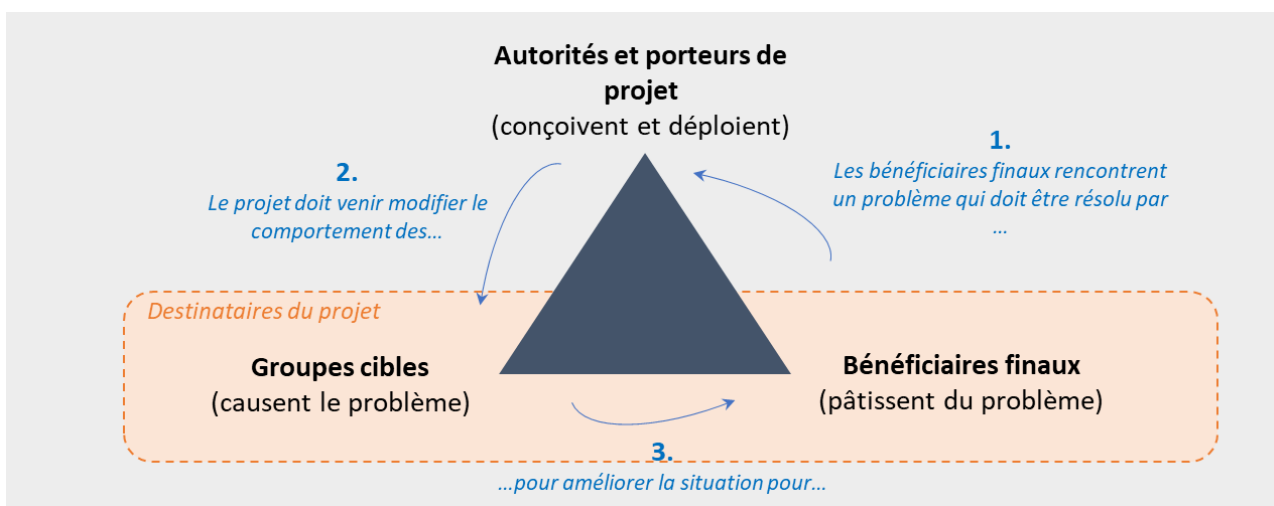 Autorités et porteurs de
projet
(conçoivent et déploient)
1.
Les bénéficiaires finaux rencontrent
un problème qui doit être résolu par
…
2.
Le projet doit venir modifier le
comportement des…
Destinataires du projet
Groupes cibles
(causent le problème)
Bénéficiaires finaux
(pâtissent du problème)
3.
…pour améliorer la situation pour…